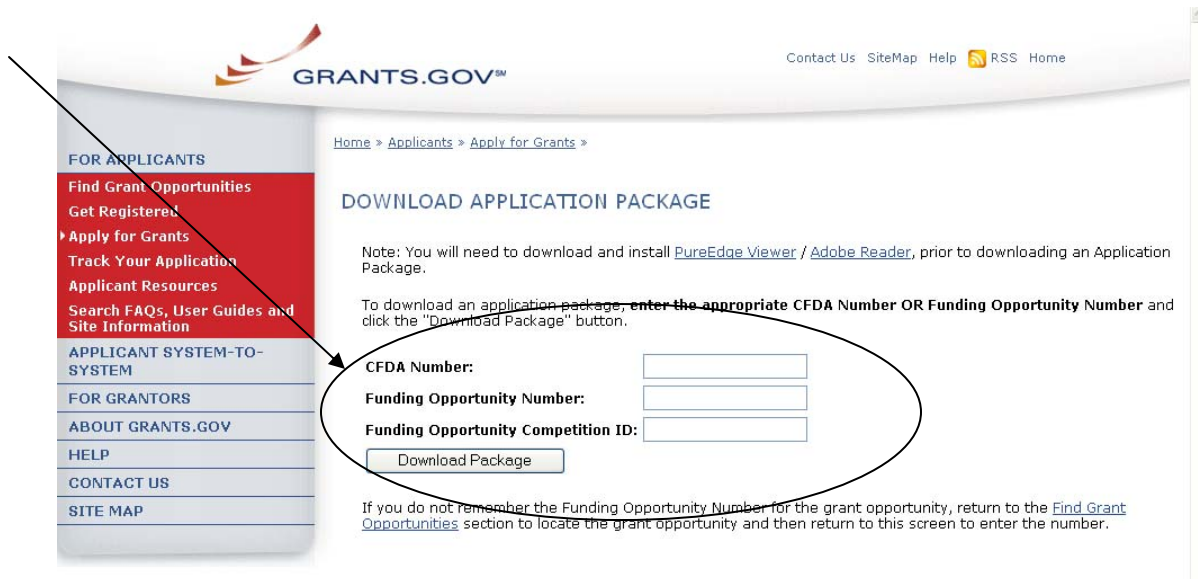 GRANTS.GOV℠
Contact Us SiteMap Help RSS Home
FOR APPLICANTS
Find Grant Opportunities
Get Registered
Apply for Grants
Track Your Application
Applicant Resources
Search FAQs, User Guides and
Site Information
APPLICANT SYSTEM-TO-
SYSTEM
FOR GRANTORS
ABOUT GRANTS.GOV
HELP
CONTACT US
SITE MAP
Home » Applicants » Apply for Grants »
DOWNLOAD APPLICATION PACKAGE
Note: You will need to download and install PureEdge Viewer / Adobe Reader, prior to downloading an Application
Package.
To download an application package, enter the appropriate CFDA Number OR Funding Opportunity Number and
click the "Download Package" button.
CFDA Number:
Funding Opportunity Number:
Funding Opportunity Competition ID:
Download Package
If you do not remember the Funding Opportunity Number for the grant opportunity, return to the Find Grant
Opportunities section to locate the grant opportunity and then return to this screen to enter the number.